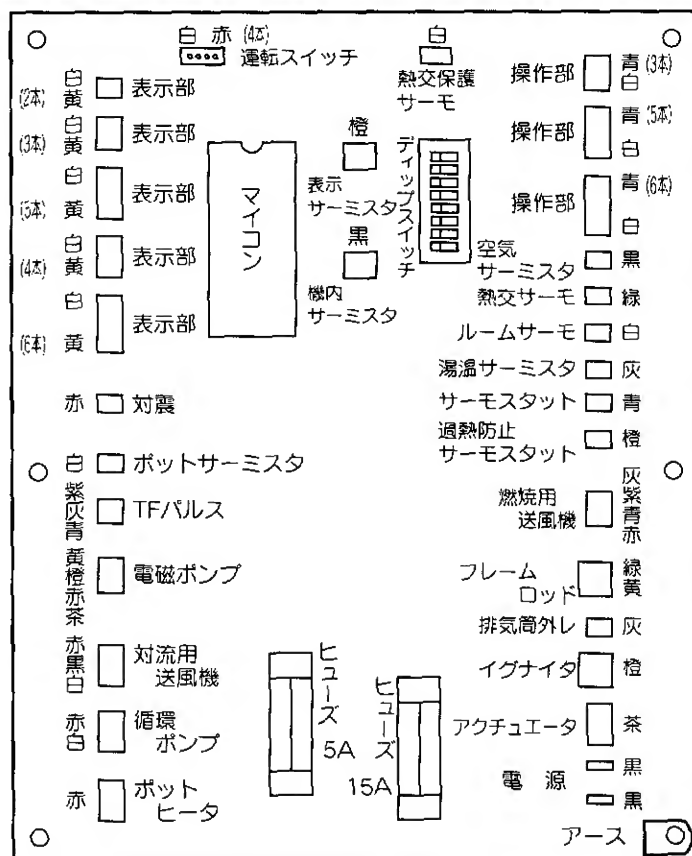 白 赤 (4本)
運転スイッチ
白
熱交保護
サーモ
白
黄
(2本)
表示部
白
黄
(3本)
表示部
白
黄
(5本)
表示部
白
黄
(4本)
表示部
白
黄
(6本)
表示部
マイコン
橙
表示
サーミスタ
黒
機内
サーミスタ
ディップスイッチ
操作部
青(3本)
白
操作部
青(5本)
白
操作部
青(6本)
白
空気
サーミスタ
黒
熱交サーモ
緑
ルームサーモ
白
湯温サーミスタ
灰
サーモスタット
青
過熱防止
サーモスタット
橙
燃焼用
送風機
灰
紫
青
赤
フレーム
ロッド
緑
黄
排気筒外レ
灰
イグナイタ
橙
アクチュエータ
茶
電源
黒
黒
アース
赤
対震
白
ポットサーミスタ
紫
灰
青
TFパルス
黄
橙
赤
茶
電磁ポンプ
赤
黒
白
対流用
送風機
赤
白
循環
ポンプ
赤
ポット
ヒータ
ヒューズ
5A
ヒューズ
15A